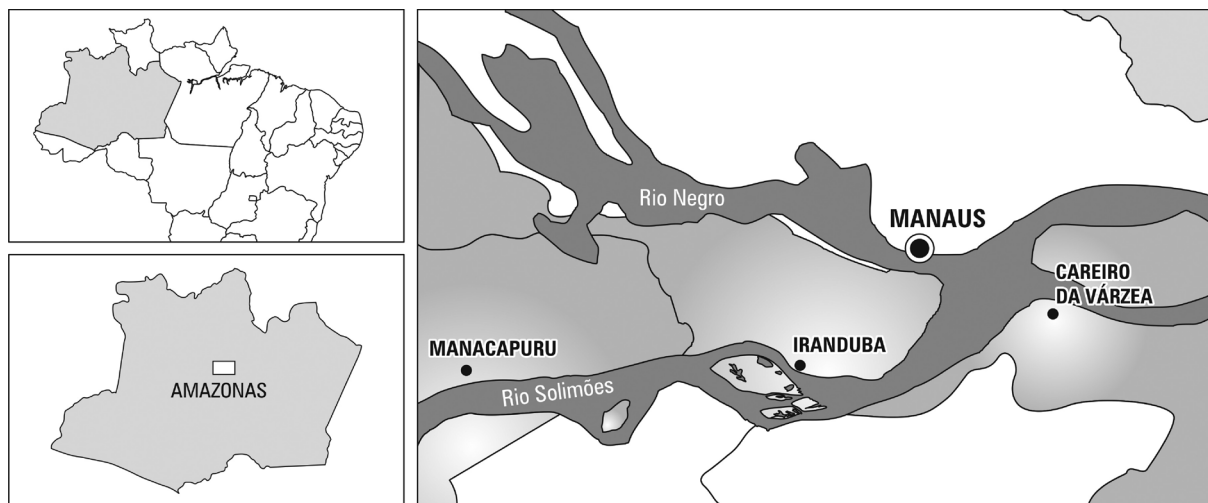 AMAZONAS
Rio Negro
MANAUS
CAREIRO
DA VÁRZEA
MANACAPURU
IRANDUBA
Rio Solimões